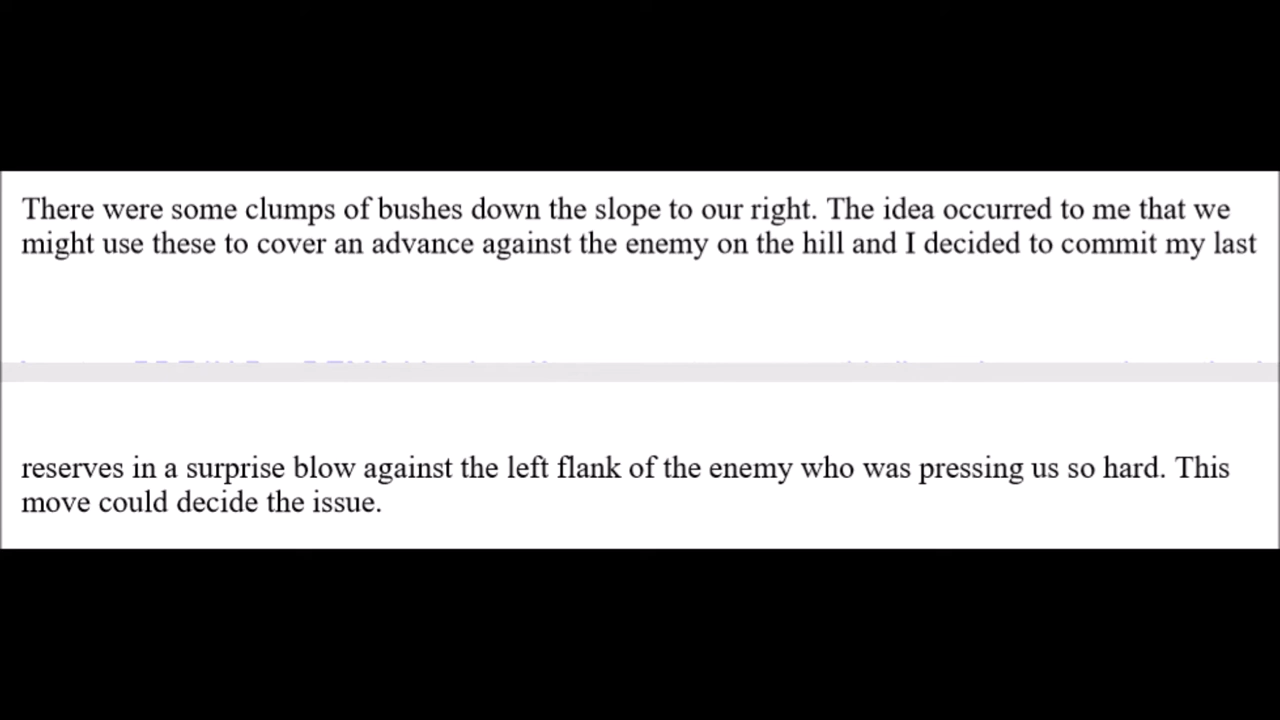 There were some clumps of bushes down the slope to our right. The idea occurred to me that we
might use these to cover an advance against the enemy on the hill and I decided to commit my last
reserves in a surprise blow against the left flank of the enemy who was pressing us so hard. This
move could decide the issue.